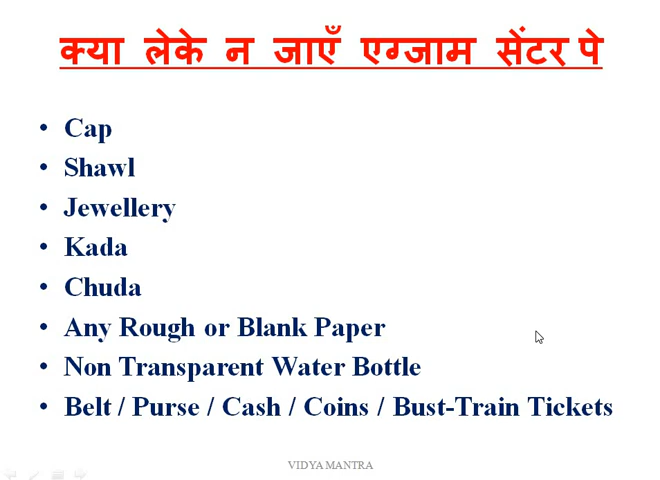 क्या लेके न जाएँ एग्जाम सेंटर पे
• Cap
• Shawl
• Jewellery
• Kada
• Chuda
• Any Rough or Blank Paper
• Non Transparent Water Bottle
• Belt / Purse / Cash / Coins / Bust-Train Tickets
VIDYA MANTRA